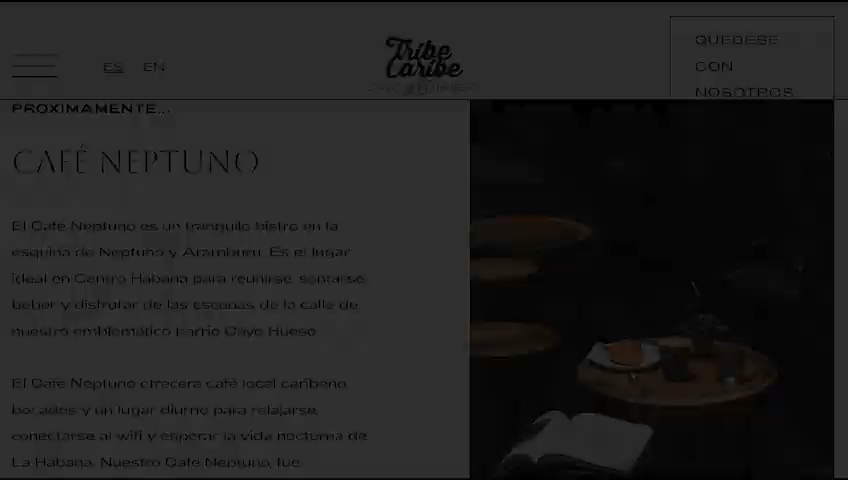 ES EN
Tribe
Caribe
QUEDESE
CON
NOSOTROS
PROXIMAMENTE...
CAFÉ NEPTUNO
El Café Neptuno es un tranquilo bistro en la
esquina de Neptuno y Aramburu. Es el lugar
ideal en Centro Habana para reunirse, sentarse,
beber y disfrutar de las escenas de la calle de
nuestro emblemático barrio Cayo Hueso.
El Café Neptuno ofrecerá café local caribeño,
bocados y un lugar diurno para relajarse,
conectarse al wifi y esperar la vida nocturna de
La Habana. Nuestro Café Neptuno, fue